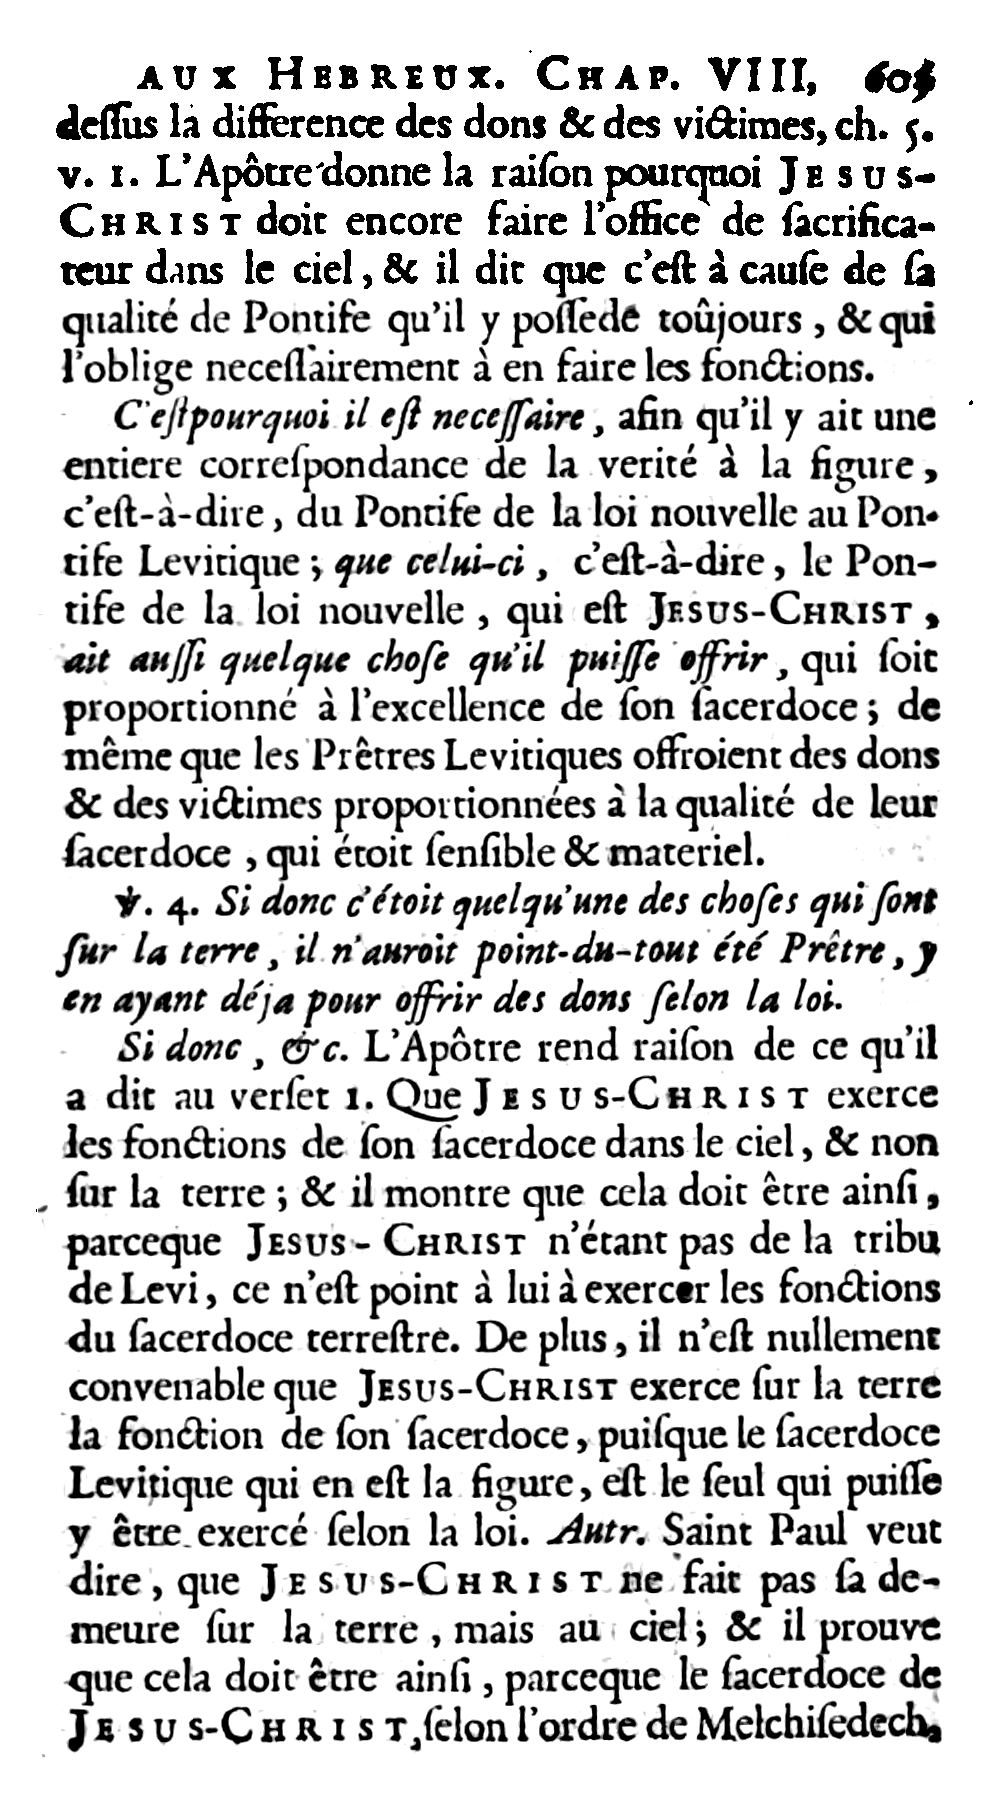 AUX HEBREUX. CHAP. VIII, 605
deſſus la difference des dons & des victimes, ch. 5.
v. 1. L'Apôtre donne la raiſon pourquoi JESUS-
CHRIST doit encore faire l'office de ſacrifica-
teur dans le ciel, & il dit que c'eſt à cauſe de ſa
qualité de Pontife qu'il y poſſede toûjours, & qui
l'oblige neceſſairement à en faire les fonctions.
C'eſtpourquoi il eſt neceſſaire, afin qu'il y ait une
entiere correſpondance de la verité à la figure,
c'eſt-à-dire, du Pontife de la loi nouvelle au Pon-
tife Levitique ; que celui-ci, c'eſt-à-dire, le Pon-
tife de la loi nouvelle, qui eſt JESUS-CHRIST,
ait auſſi quelque choſe qu'il puiſſe offrir, qui ſoit
proportionné à l'excellence de ſon ſacerdoce ; de
même que les Prêtres Levitiques offroient des dons
& des victimes proportionnées à la qualité de leur
ſacerdoce, qui étoit ſenſible & materiel.
℣. 4. Si donc c'étoit quelqu'une des choſes qui ſont
ſur la terre, il n'auroit point-du-tout été Prêtre, y
en ayant déja pour offrir des dons ſelon la loi.
Si donc, &c. L'Apôtre rend raiſon de ce qu'il
a dit au verſet 1. Que JESUS-CHRIST exerce
les fonctions de ſon ſacerdoce dans le ciel, & non
ſur la terre ; & il montre que cela doit être ainſi,
parceque JESUS-CHRIST n'étant pas de la tribu
de Levi, ce n'eſt point à lui à exercer les fonctions
du ſacerdoce terreſtre. De plus, il n'eſt nullement
convenable que JESUS-CHRIST exerce ſur la terre
la fonction de ſon ſacerdoce, puiſque le ſacerdoce
Levitique qui en eſt la figure, eſt le ſeul qui puiſſe
y être exercé ſelon la loi. Autr. Saint Paul veut
dire, que JESUS-CHRIST ne fait pas ſa de-
meure ſur la terre, mais au ciel ; & il prouve
que cela doit être ainſi, parceque le ſacerdoce de
JESUS-CHRIST, ſelon l'ordre de Melchiſedech,